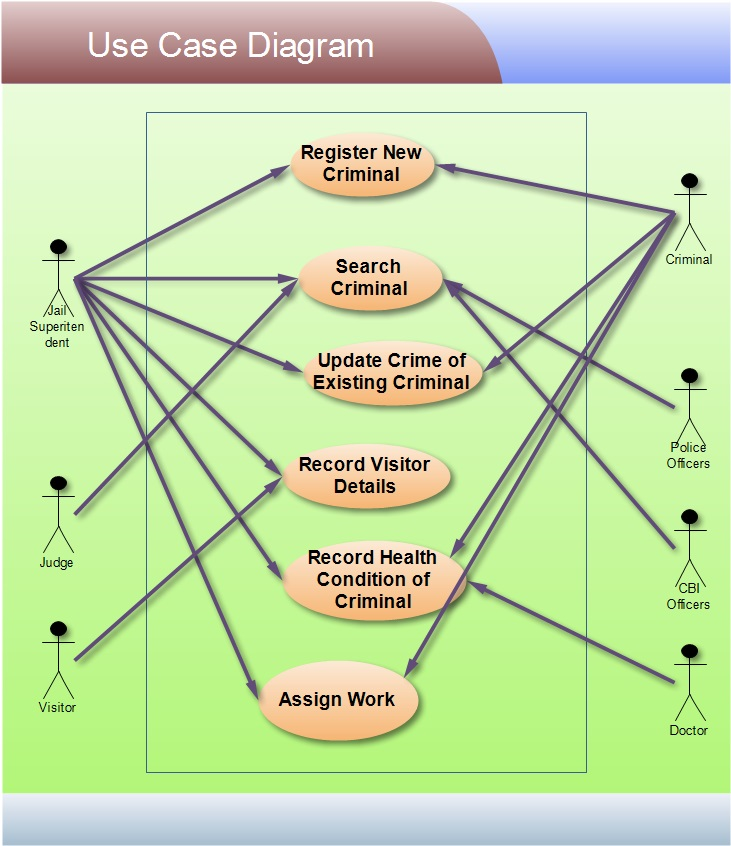 Use Case Diagram
Register New
Criminal
Search
Criminal
Update Crime of
Existing Criminal
Record Visitor
Details
Record Health
Condition of
Criminal
Assign Work
Jail
Superiten
dent
Judge
Visitor
Criminal
Police
Officers
CBI
Officers
Doctor